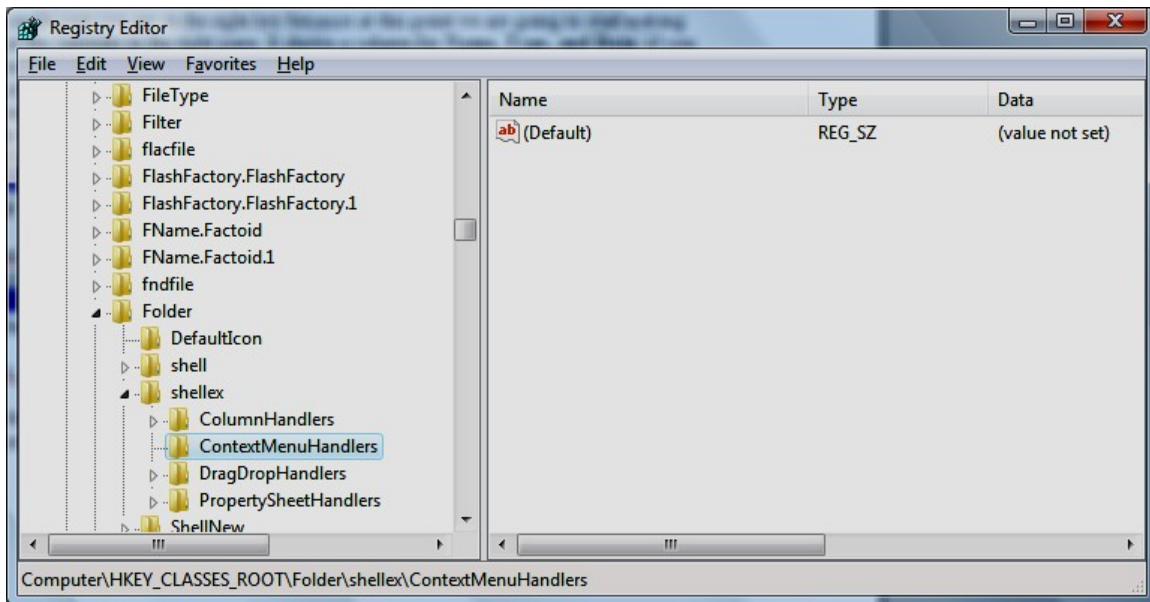 Registry Editor
File Edit View Favorites Help
FileType
Filter
flacfile
FlashFactory.FlashFactory
FlashFactory.FlashFactory.1
FName.Factoid
FName.Factoid.1
fndfile
Folder
DefaultIcon
shell
shellex
ColumnHandlers
ContextMenuHandlers
DragDropHandlers
PropertySheetHandlers
ShellNew
Name Type Data
ab (Default) REG_SZ (value not set)
Computer\HKEY_CLASSES_ROOT\Folder\shellex\ContextMenuHandlers